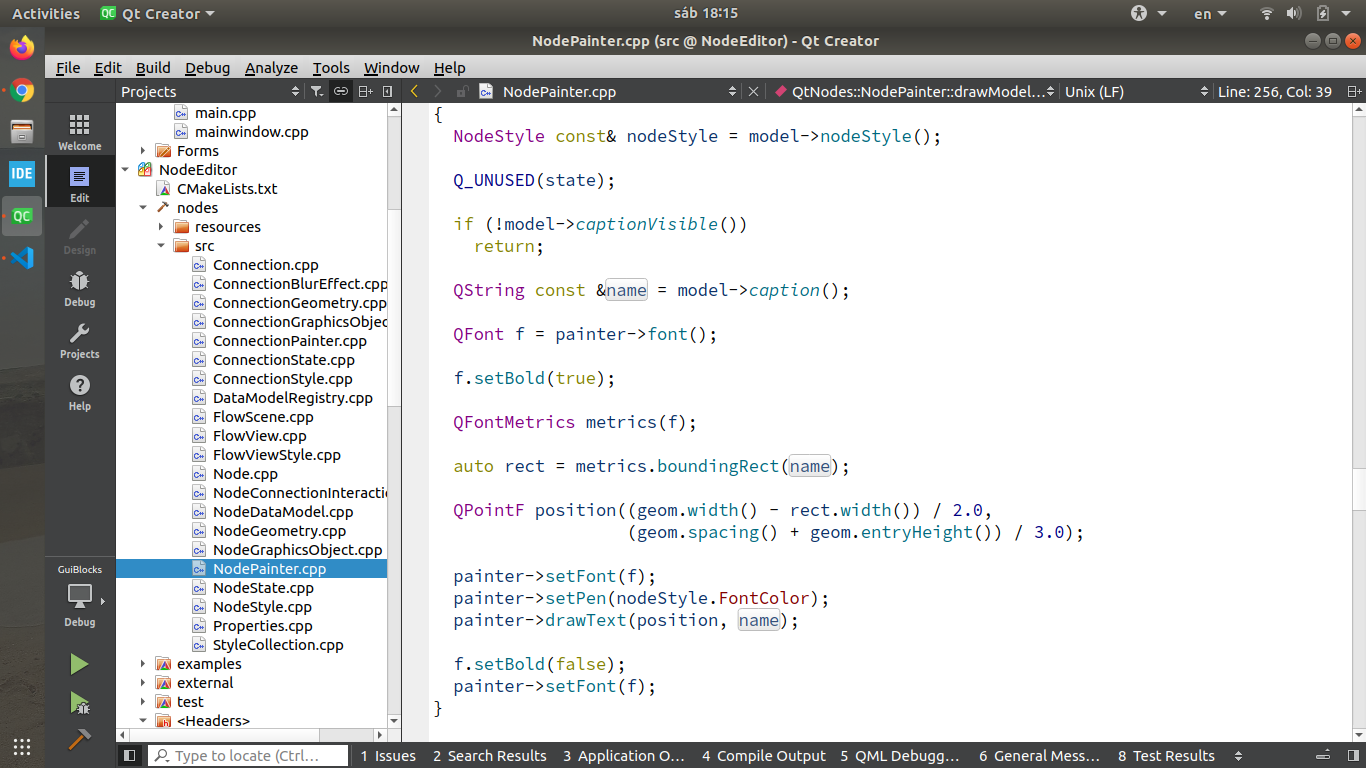 Activities Qt Creator sáb 18:15 en
NodePainter.cpp (src @ NodeEditor) - Qt Creator
File Edit Build Debug Analyze Tools Window Help
Projects NodePainter.cpp QtNodes::NodePainter::drawModel... Unix (LF) Line: 256, Col: 39
IDE
QC
Welcome
Edit
Design
Debug
Projects
Help
GuiBlocks
Debug
main.cpp
mainwindow.cpp
Forms
NodeEditor
CMakeLists.txt
nodes
resources
src
Connection.cpp
ConnectionBlurEffect.cpp
ConnectionGeometry.cpp
ConnectionGraphicsObjec
ConnectionPainter.cpp
ConnectionState.cpp
ConnectionStyle.cpp
DataModelRegistry.cpp
FlowScene.cpp
FlowView.cpp
FlowViewStyle.cpp
Node.cpp
NodeConnectionInteractio
NodeDataModel.cpp
NodeGeometry.cpp
NodeGraphicsObject.cpp
NodePainter.cpp
NodeState.cpp
NodeStyle.cpp
Properties.cpp
StyleCollection.cpp
examples
external
test
<Headers>
{
NodeStyle const& nodeStyle = model->nodeStyle();
Q_UNUSED(state);
if (!model->captionVisible())
return;
QString const &name = model->caption();
QFont f = painter->font();
f.setBold(true);
QFontMetrics metrics(f);
auto rect = metrics.boundingRect(name);
QPointF position((geom.width() - rect.width()) / 2.0,
(geom.spacing() + geom.entryHeight()) / 3.0);
painter->setFont(f);
painter->setPen(nodeStyle.FontColor);
painter->drawText(position, name);
f.setBold(false);
painter->setFont(f);
}
Type to locate (Ctrl... 1 Issues 2 Search Results 3 Application O... 4 Compile Output 5 QML Debugg... 6 General Mess... 8 Test Results